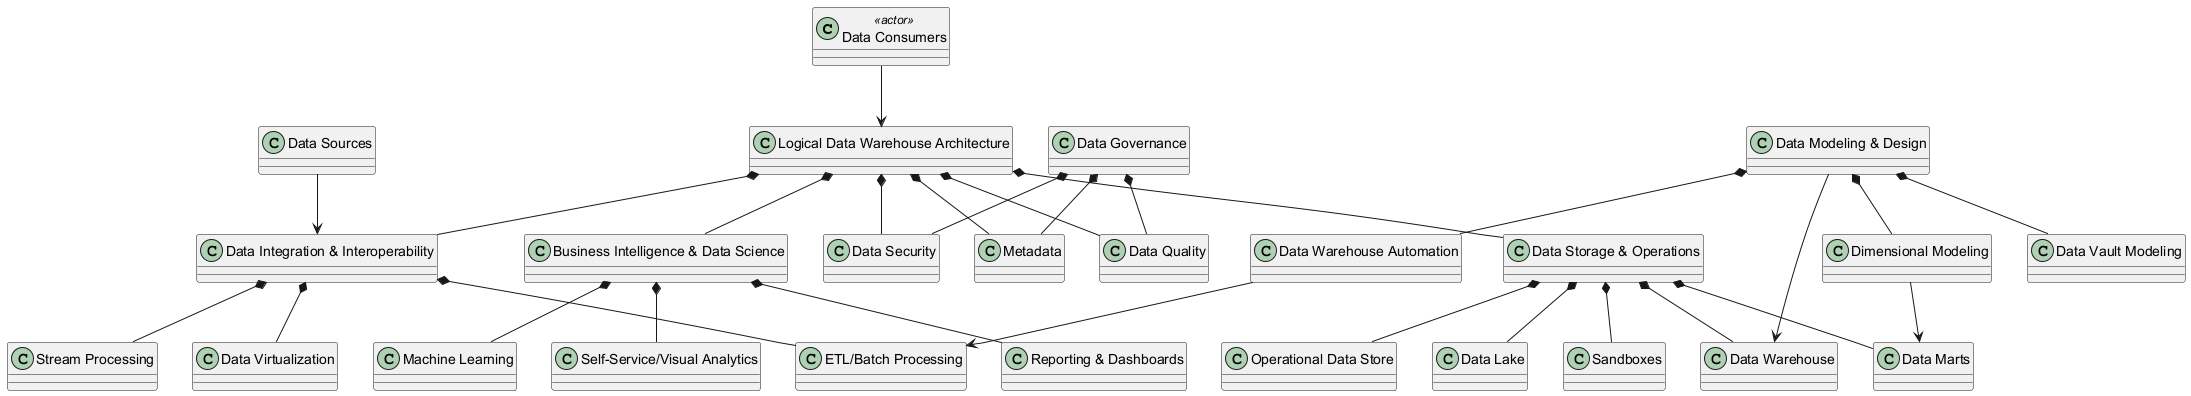 «actor»
Data Consumers
Data Sources
Logical Data Warehouse Architecture
Data Governance
Data Modeling & Design
Data Integration & Interoperability
Business Intelligence & Data Science
Data Security
Metadata
Data Quality
Data Warehouse Automation
Data Storage & Operations
Dimensional Modeling
Data Vault Modeling
Stream Processing
Data Virtualization
Machine Learning
Self-Service/Visual Analytics
ETL/Batch Processing
Reporting & Dashboards
Operational Data Store
Data Lake
Sandboxes
Data Warehouse
Data Marts